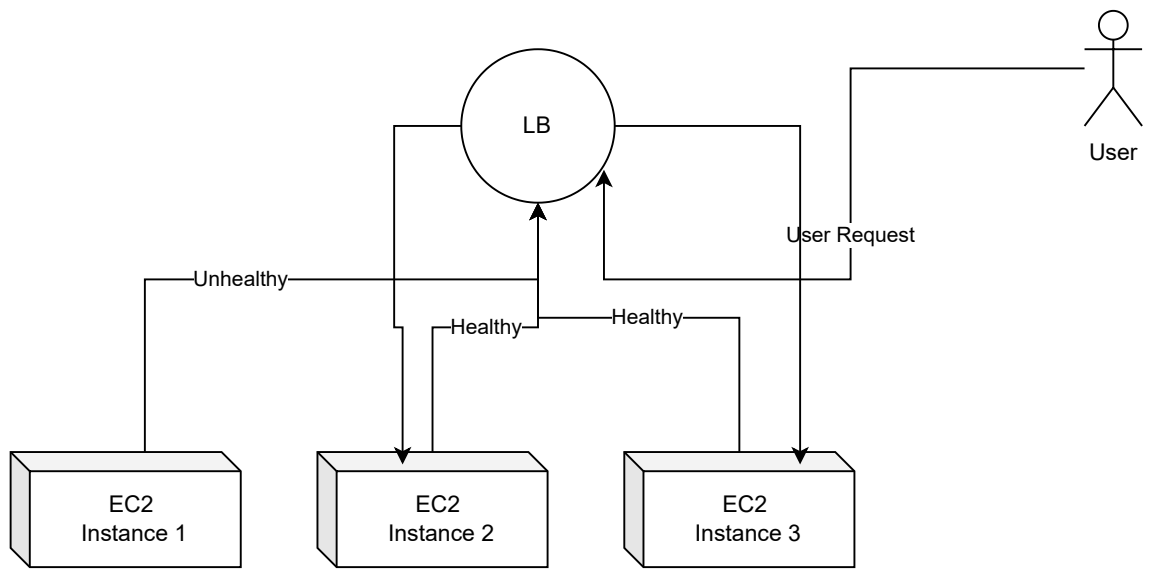 LB
User
User Request
Unhealthy
Healthy
Healthy
EC2
Instance 1
EC2
Instance 2
EC2
Instance 3